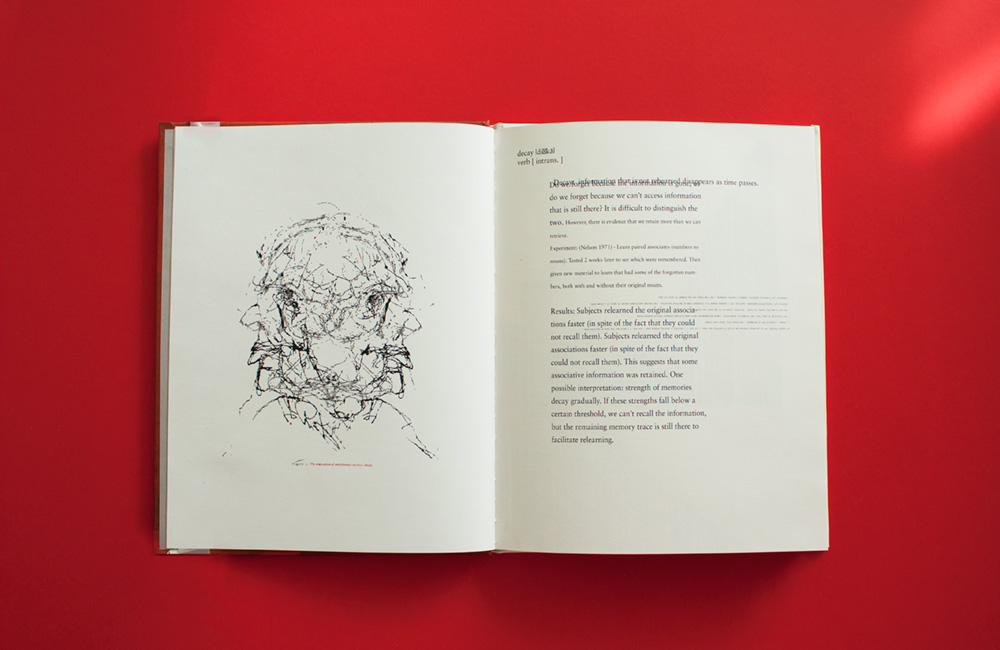 decay
verb [ intrans. ]
Decay, information that is not rehearsed disappears as time passes.
Do we forget because the information is gone, or
do we forget because we can't access information
that is still there? It is difficult to distinguish the
two. However, there is evidence that we retain more than we can
retrieve.
Experiment: (Nelson 1971) - Learn paired associates (numbers to
nouns). Tested 2 weeks later to see which were remembered. Then
given new material to learn that had some of the forgotten num-
bers, both with and without their original nouns.
Results: Subjects relearned the original associa-
tions faster (in spite of the fact that they could
not recall them). Subjects relearned the original
associations faster (in spite of the fact that they
could not recall them). This suggests that some
associative information was retained. One
possible interpretation: strength of memories
decay gradually. If these strengths fall below a
certain threshold, we can't recall the information,
but the remaining memory trace is still there to
facilitate relearning.